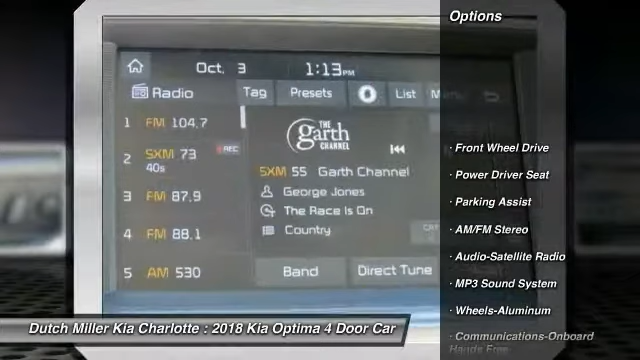 Options
Oct, 3 1:13PM
Radio Tag Presets List
1 FM 104.7
2 SXM 73 REC
40s
3 FM 87.9
4 FM 88.1
5 AM 530
THE
garth
CHANNEL
SXM 55 Garth Channel
George Jones
The Race Is On
Country
Band Direct Tune
· Front Wheel Drive
· Power Driver Seat
· Parking Assist
· AM/FM Stereo
· Audio-Satellite Radio
· MP3 Sound System
· Wheels-Aluminum
· Communications-Onboard
Hands Free
Dutch Miller Kia Charlotte : 2018 Kia Optima 4 Door Car